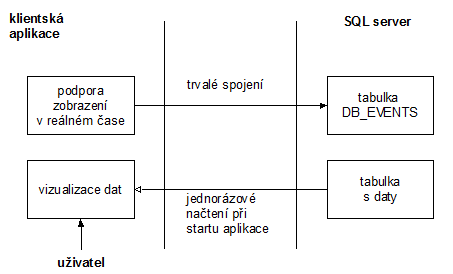 klientská
aplikace
SQL server
podpora
zobrazení
v reálném čase
trvalé spojení
tabulka
DB_EVENTS
vizualizace dat
jednorázové
načtení při
startu aplikace
tabulka
s daty
uživatel